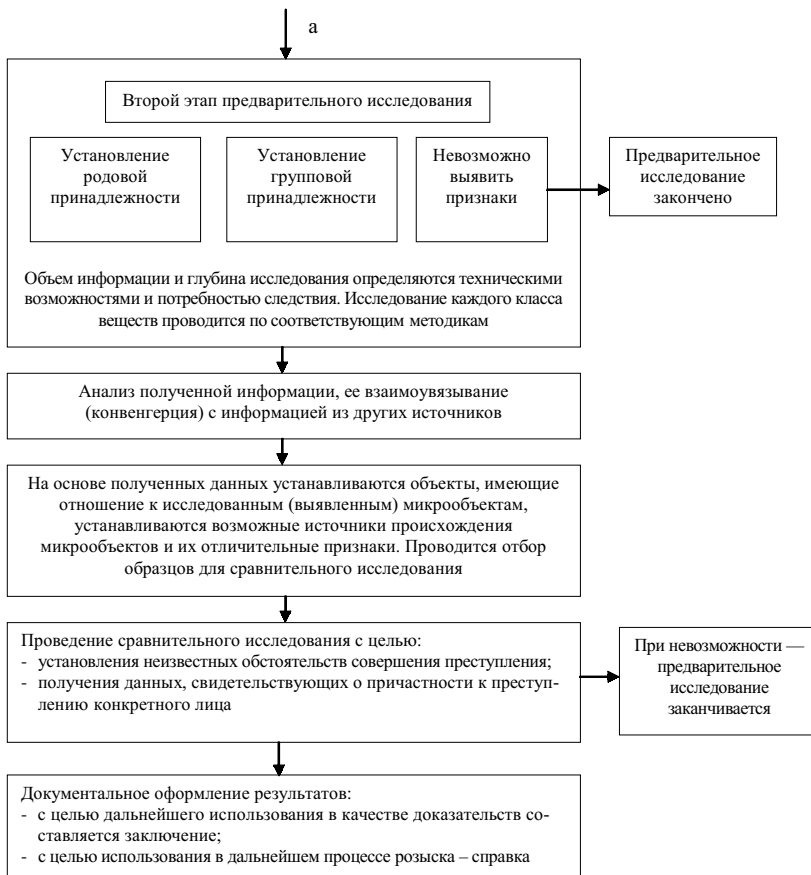 а
Второй этап предварительного исследования
Установление
родовой
принадлежности
Установление
групповой
принадлежности
Невозможно
выявить
признаки
Предварительное
исследование
закончено
Объем информации и глубина исследования определяются техническими
возможностями и потребностью следствия. Исследование каждого класса
веществ проводится по соответствующим методикам
Анализ полученной информации, ее взаимоувязывание
(конвенгерция) с информацией из других источников
На основе полученных данных устанавливаются объекты, имеющие
отношение к исследованным (выявленным) микрообъектам,
устанавливаются возможные источники происхождения
микрообъектов и их отличительные признаки. Проводится отбор
образцов для сравнительного исследования
Проведение сравнительного исследования с целью:
- установления неизвестных обстоятельств совершения преступления;
- получения данных, свидетельствующих о причастности к преступ-
лению конкретного лица
При невозможности —
предварительное
исследование
заканчивается
Документальное оформление результатов:
- с целью дальнейшего использования в качестве доказательств со-
ставляется заключение;
- с целью использования в дальнейшем процессе розыска – справка